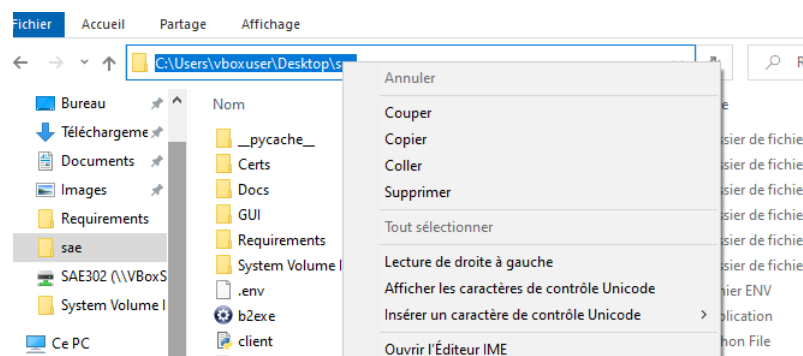 Fichier Accueil Partage Affichage
C:\Users\vboxuser\Desktop\s
Annuler
Couper
Copier
Coller
Supprimer
Tout sélectionner
Lecture de droite à gauche
Afficher les caractères de contrôle Unicode
Insérer un caractère de contrôle Unicode
Ouvrir l'Éditeur IME
Bureau
Téléchargeme
Documents
Images
Requirements
sae
SAE302 (\\VBoxS
System Volume I
Ce PC
Nom
__pycache__
Certs
Docs
GUI
Requirements
System Volume I
.env
b2exe
client
e
ssier de fichie
ssier de fichie
ssier de fichie
ssier de fichie
ssier de fichie
ssier de fichie
hier ENV
plication
hon File